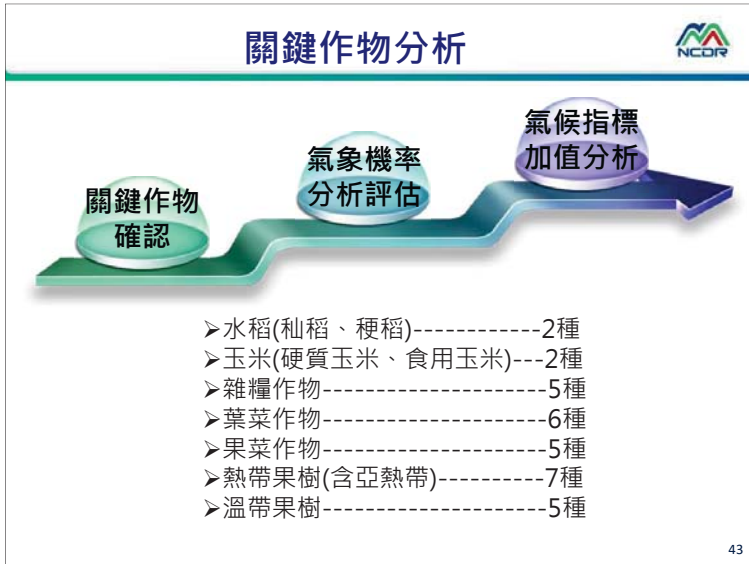 關鍵作物分析
NCDR
關鍵作物
確認
氣象機率
分析評估
氣候指標
加值分析
➢水稻(秈稻、稉稻)------------2種
➢玉米(硬質玉米、食用玉米)---2種
➢雜糧作物----------------------5種
➢葉菜作物----------------------6種
➢果菜作物----------------------5種
➢熱帶果樹(含亞熱帶)----------7種
➢溫帶果樹----------------------5種
43